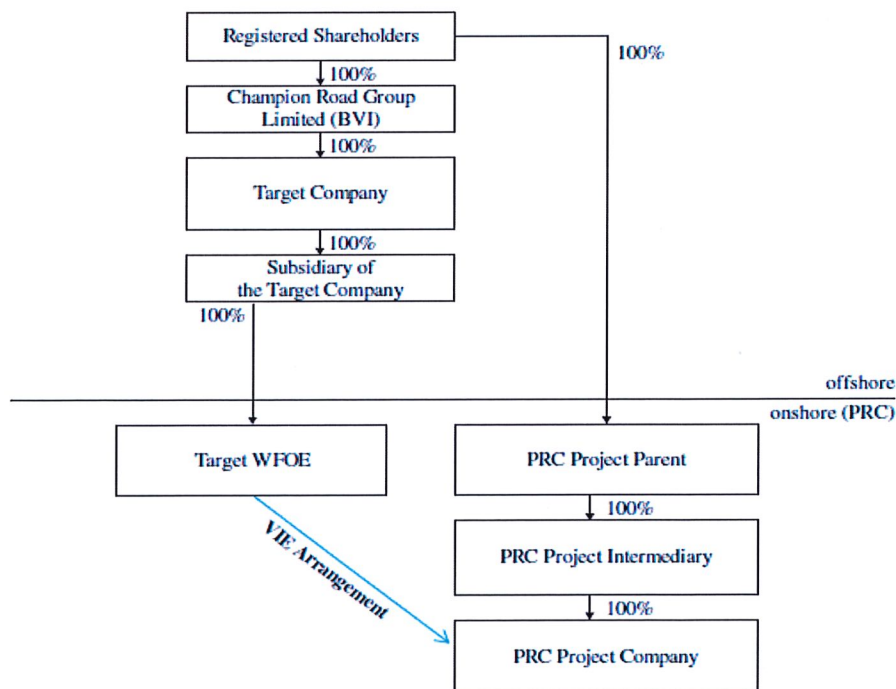 Registered Shareholders
100%
100%
Champion Road Group
Limited (BVI)
100%
Target Company
100%
Subsidiary of
the Target Company
100%
offshore
onshore (PRC)
Target WFOE
PRC Project Parent
100%
VIE Arrangement
PRC Project Intermediary
100%
PRC Project Company